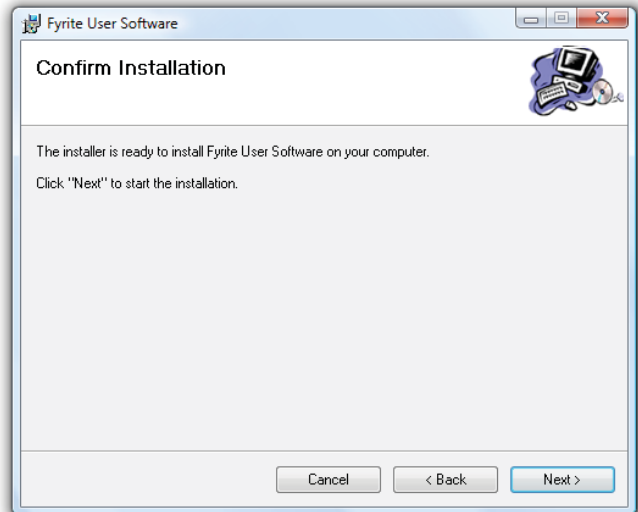 Fyrite User Software
Confirm Installation
The installer is ready to install Fyrite User Software on your computer.
Click "Next" to start the installation.
Cancel
< Back
Next >